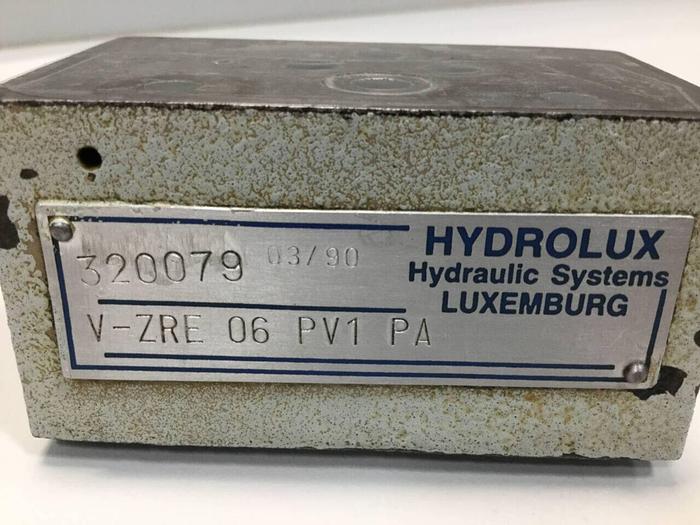 320079 03/90
V-ZRE 06 PV1 PA
HYDROLUX
Hydraulic Systems
LUXEMBURG